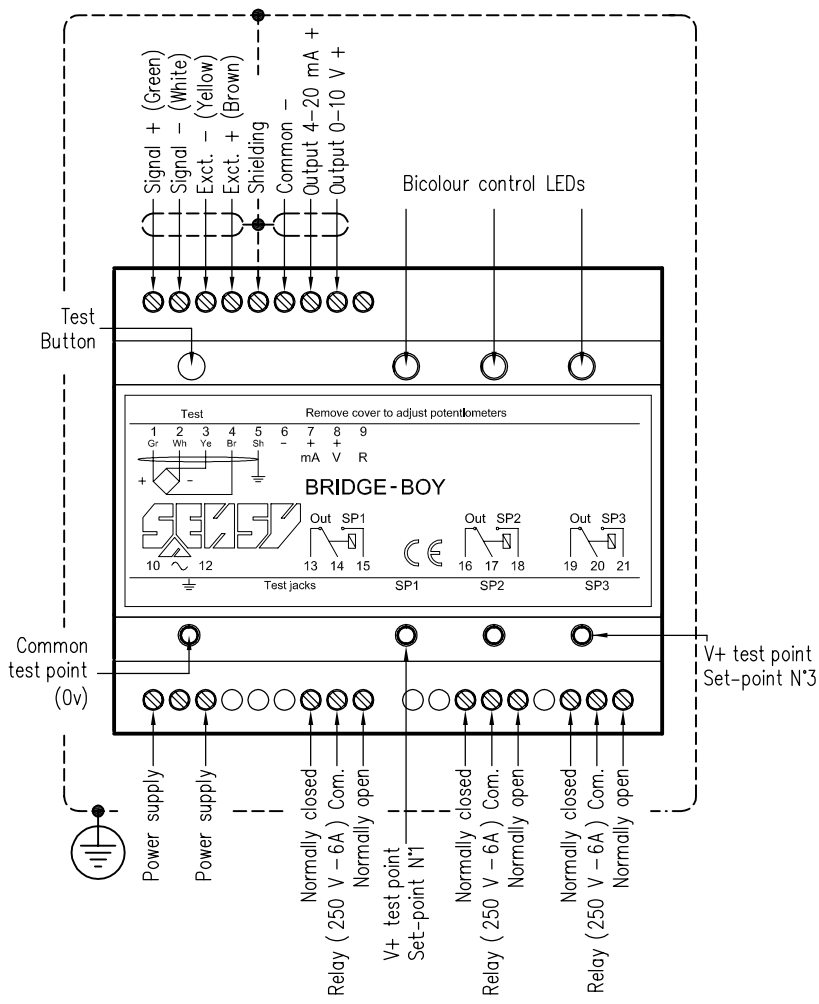 Signal + (Green)
Signal - (White)
Exct. - (Yellow)
Exct. + (Brown)
Shielding
Common -
Output 4-20 mA +
Output 0-10 V +
Bicolour control LEDs
Test
Button
Test
Remove cover to adjust potentiometers
1 2 3 4 5 6 7 8 9
Gr Wh Ye Br Sh - + +
mA V R
+ -
BRIDGE-BOY
SENSY
Out SP1
Out SP2
Out SP3
CE
10 12 13 14 15 16 17 18 19 20 21
Test jacks SP1 SP2 SP3
Common
test point
(0v)
V+ test point
Set-point N°3
Power supply
Power supply
Normally closed
Relay ( 250 V - 6A ) Com.
Normally open
V+ test point
Set-point N°1
Normally closed
Relay ( 250 V - 6A ) Com.
Normally open
Normally closed
Relay ( 250 V - 6A ) Com.
Normally open